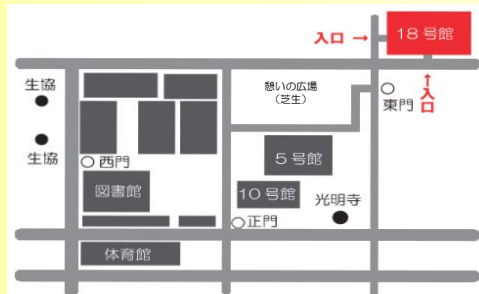 入口 →
18号館
生協
憩いの広場
(芝生)
東門
↑
入口
生協
西門
5号館
図書館
10号館
光明寺
正門
体育館